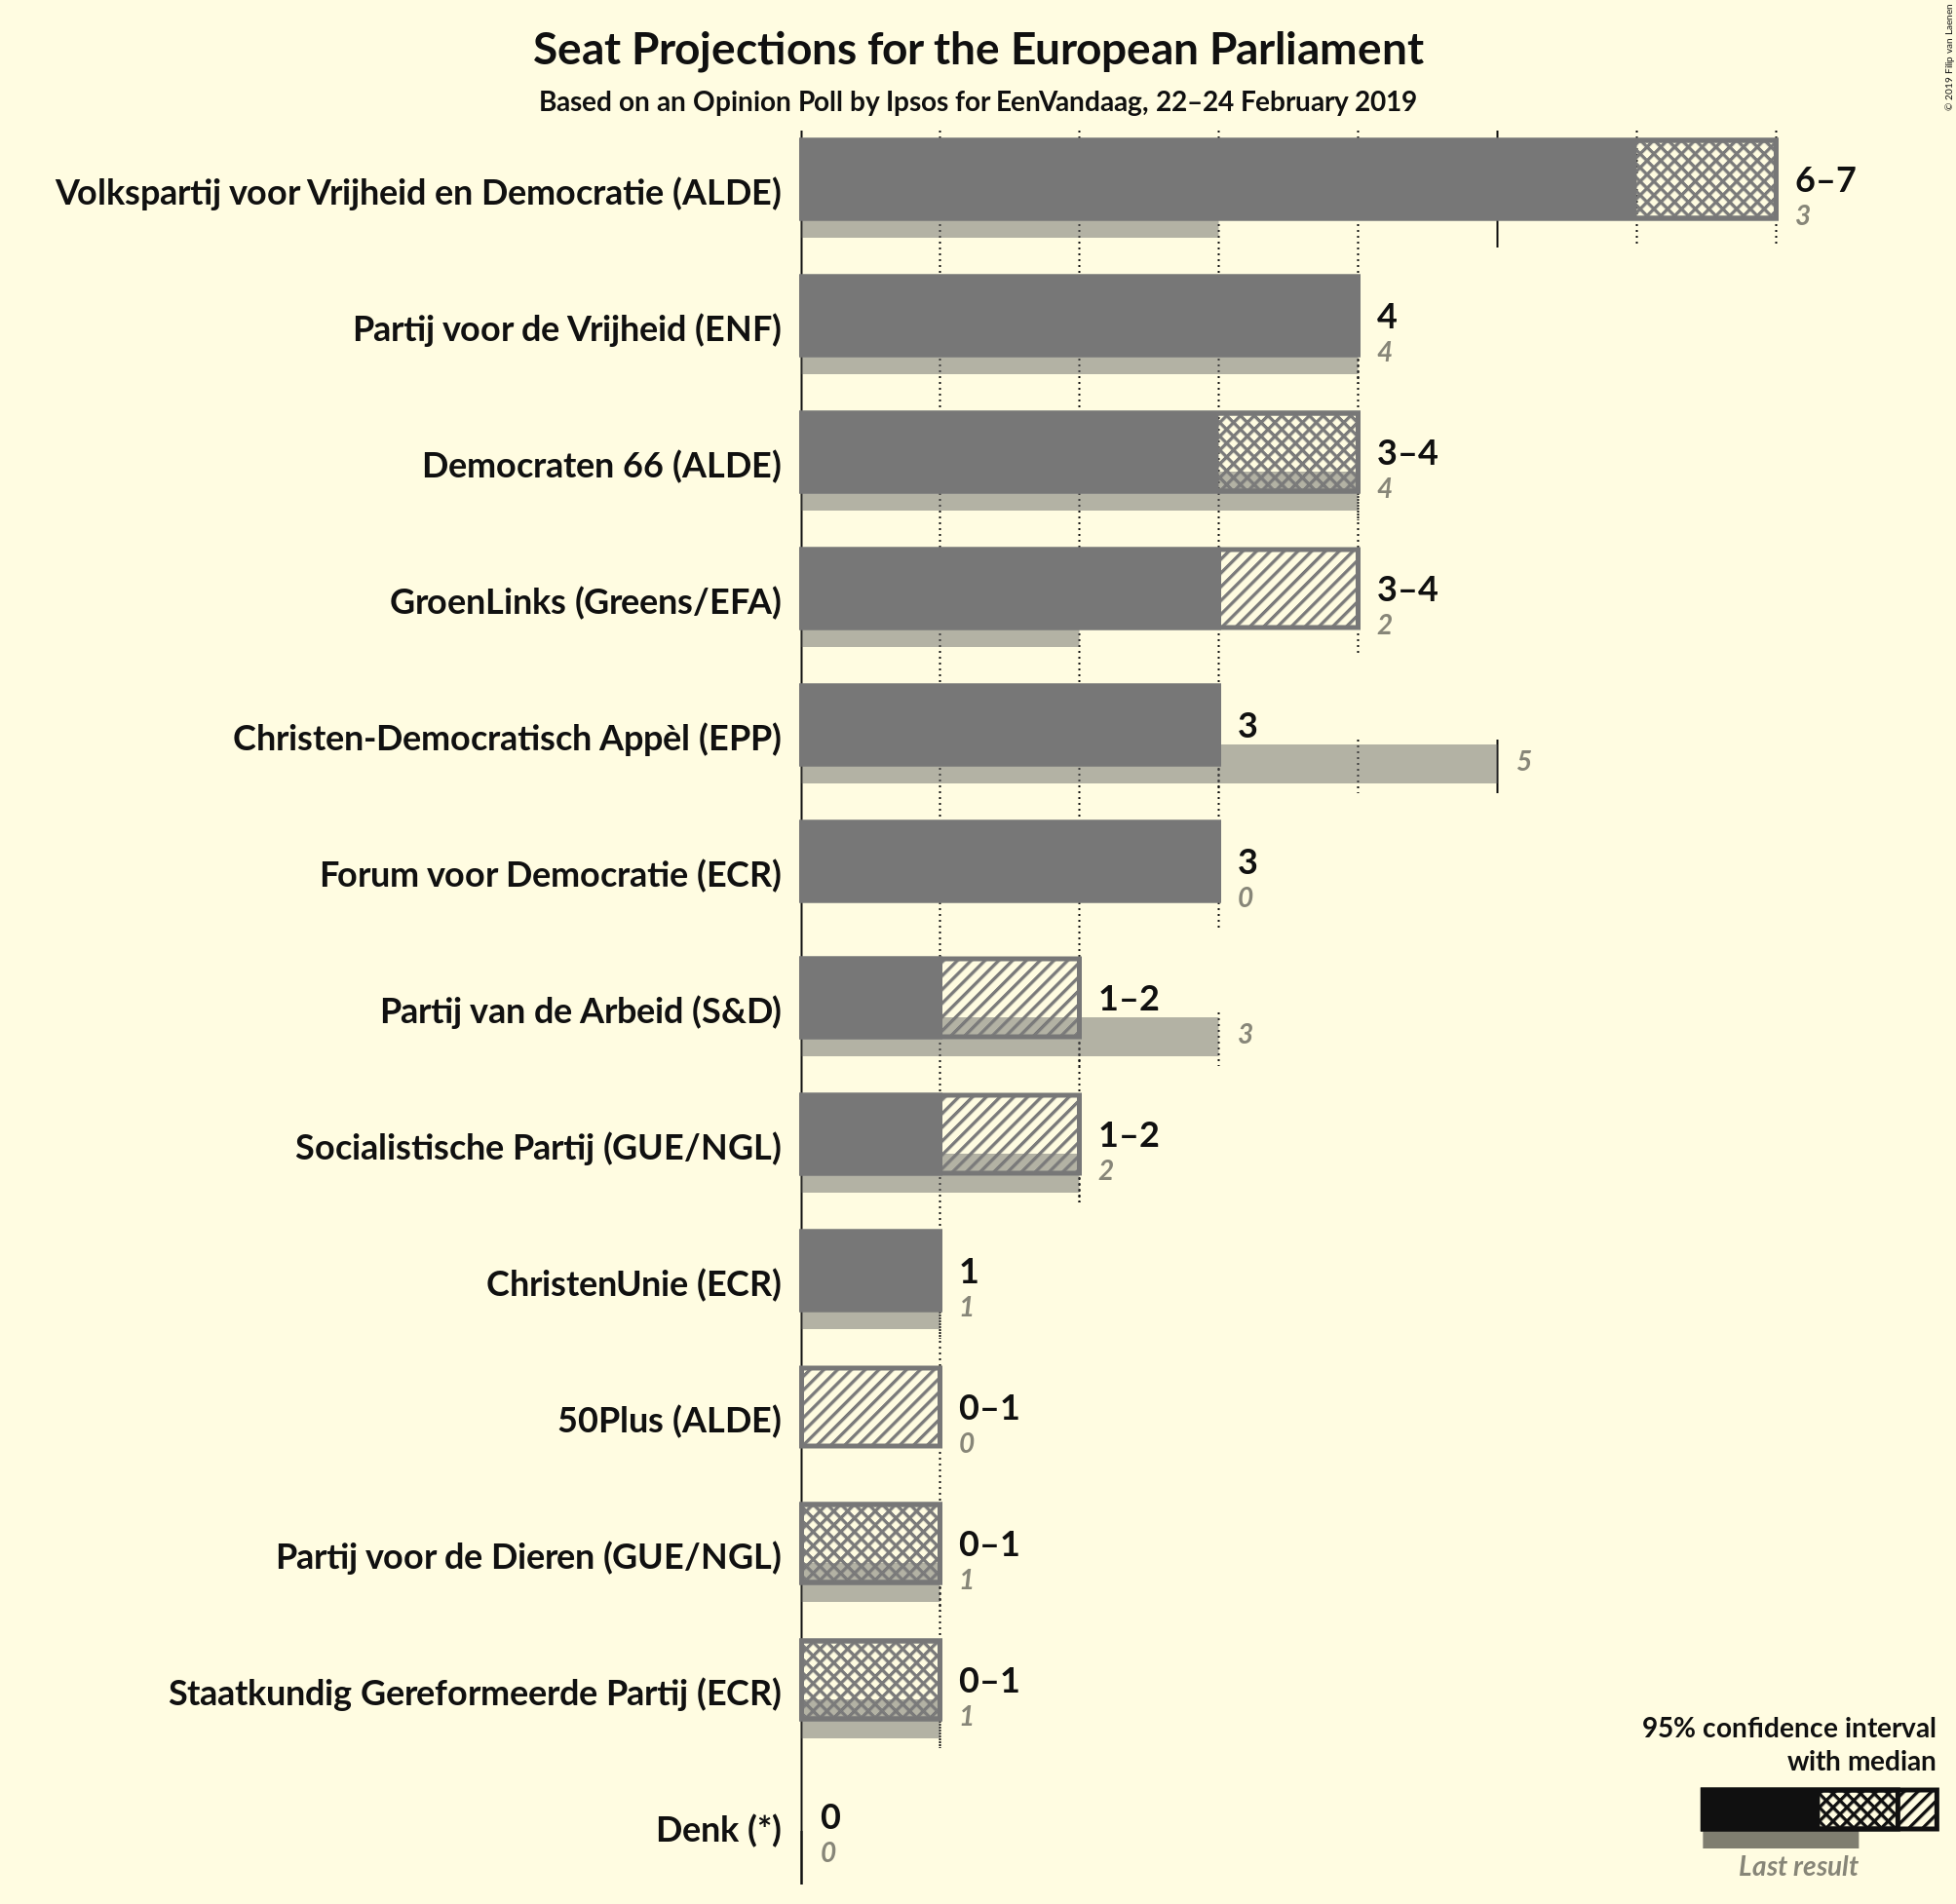 Seat Projections for the European Parliament
Based on an Opinion Poll by Ipsos for EenVandaag, 22–24 February 2019
© 2019 Filip van Laenen
Volkspartij voor Vrijheid en Democratie (ALDE)
6–7
3
Partij voor de Vrijheid (ENF)
4
4
Democraten 66 (ALDE)
3–4
4
GroenLinks (Greens/EFA)
3–4
2
Christen-Democratisch Appèl (EPP)
3
5
Forum voor Democratie (ECR)
3
0
Partij van de Arbeid (S&D)
1–2
3
Socialistische Partij (GUE/NGL)
1–2
2
ChristenUnie (ECR)
1
1
50Plus (ALDE)
0–1
0
Partij voor de Dieren (GUE/NGL)
0–1
1
Staatkundig Gereformeerde Partij (ECR)
0–1
1
Denk (*)
0
0
95% confidence interval
with median
Last result